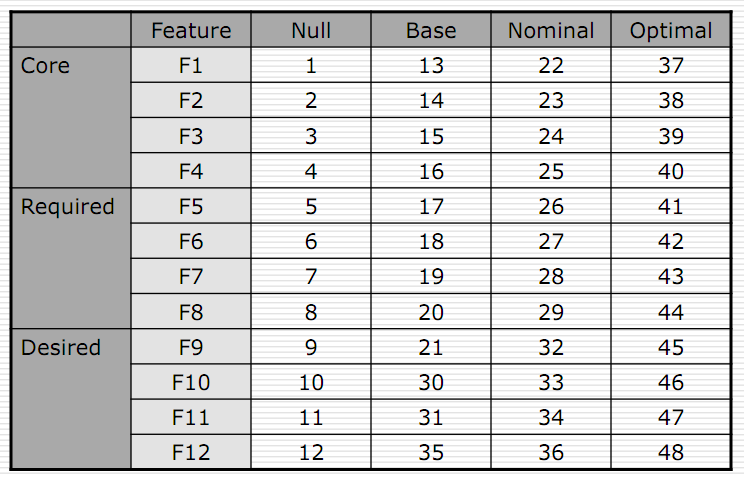 Feature Null Base Nominal Optimal
Core F1 1 13 22 37
F2 2 14 23 38
F3 3 15 24 39
F4 4 16 25 40
Required F5 5 17 26 41
F6 6 18 27 42
F7 7 19 28 43
F8 8 20 29 44
Desired F9 9 21 32 45
F10 10 30 33 46
F11 11 31 34 47
F12 12 35 36 48